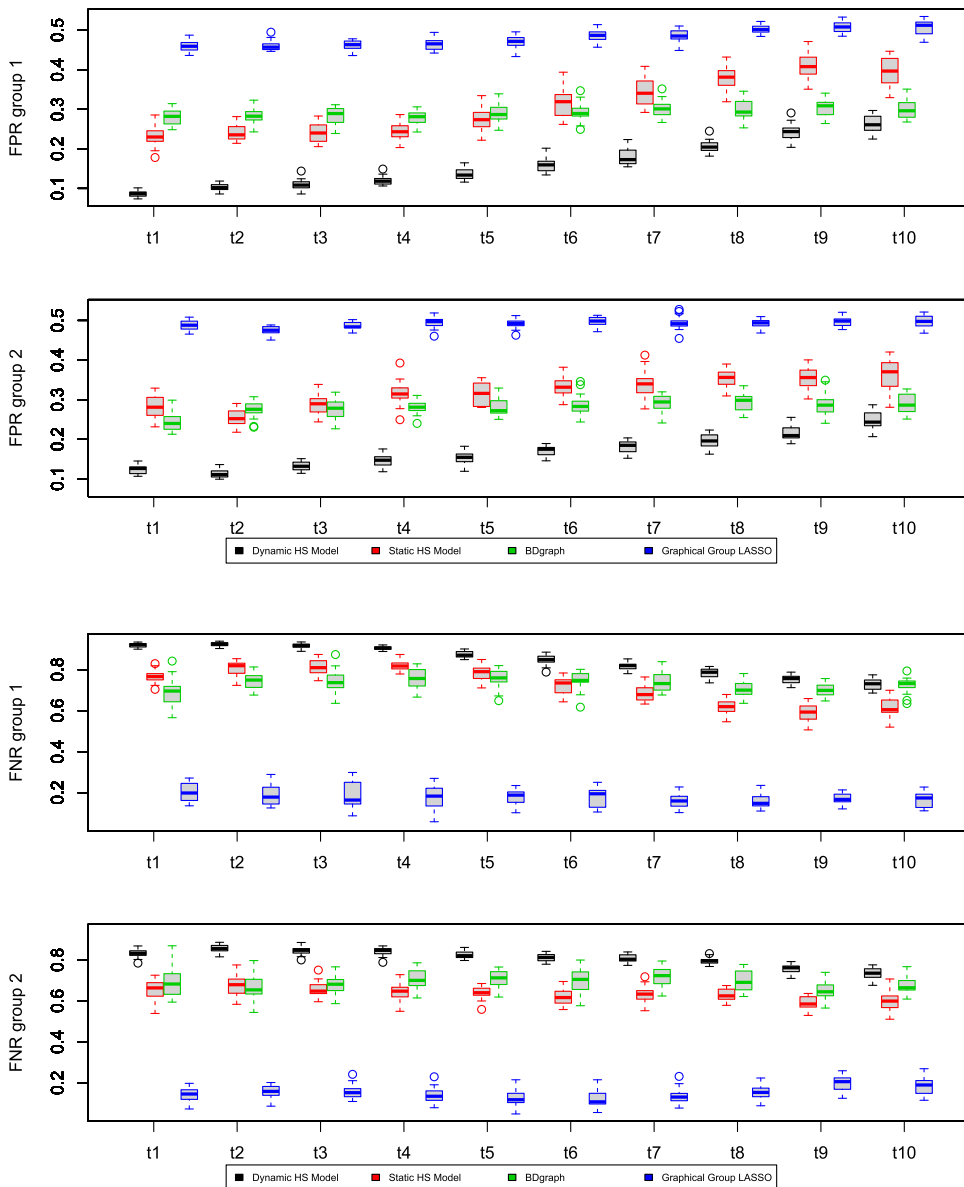 FPR group 1
0.1 0.2 0.3 0.4 0.5
t1 t2 t3 t4 t5 t6 t7 t8 t9 t10
FPR group 2
0.1 0.2 0.3 0.4 0.5
t1 t2 t3 t4 t5 t6 t7 t8 t9 t10
Dynamic HS Model Static HS Model BDgraph Graphical Group LASSO
FNR group 1
0.2 0.4 0.6 0.8
t1 t2 t3 t4 t5 t6 t7 t8 t9 t10
FNR group 2
0.2 0.4 0.6 0.8
t1 t2 t3 t4 t5 t6 t7 t8 t9 t10
Dynamic HS Model Static HS Model BDgraph Graphical Group LASSO